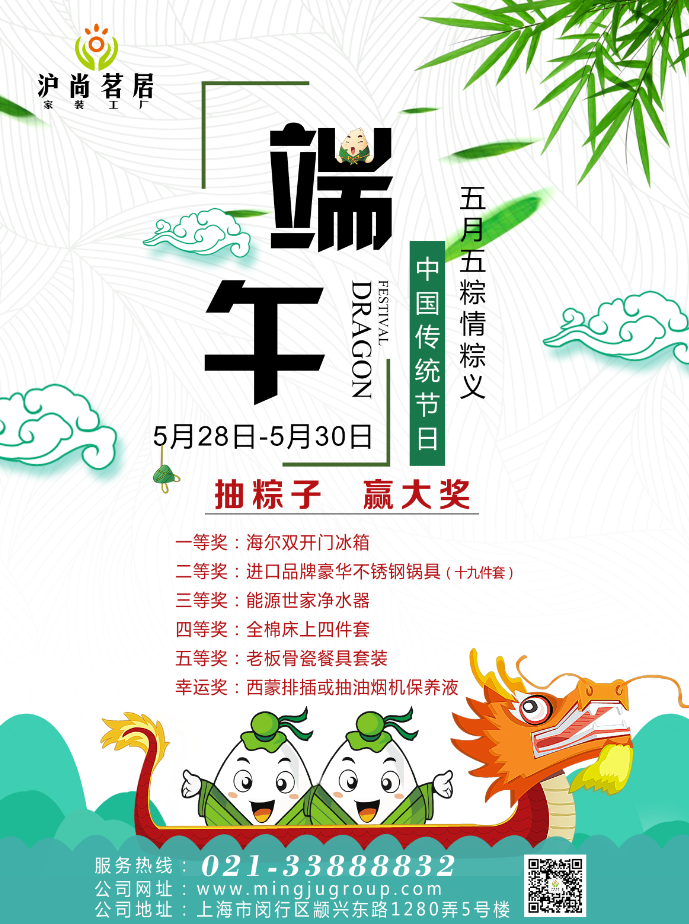 沪尚茗居
家装工厂
端午
FESTIVAL
DRAGON
中国传统节日
五月五粽情粽义
5月28日-5月30日
抽粽子 赢大奖
一等奖：海尔双开门冰箱
二等奖：进口品牌豪华不锈钢锅具（十九件套）
三等奖：能源世家净水器
四等奖：全棉床上四件套
五等奖：老板骨瓷餐具套装
幸运奖：西蒙排插或抽油烟机保养液
服务热线：021-33888832
公司网址：www.mingjugroup.com
公司地址：上海市闵行区颛兴东路1280弄5号楼